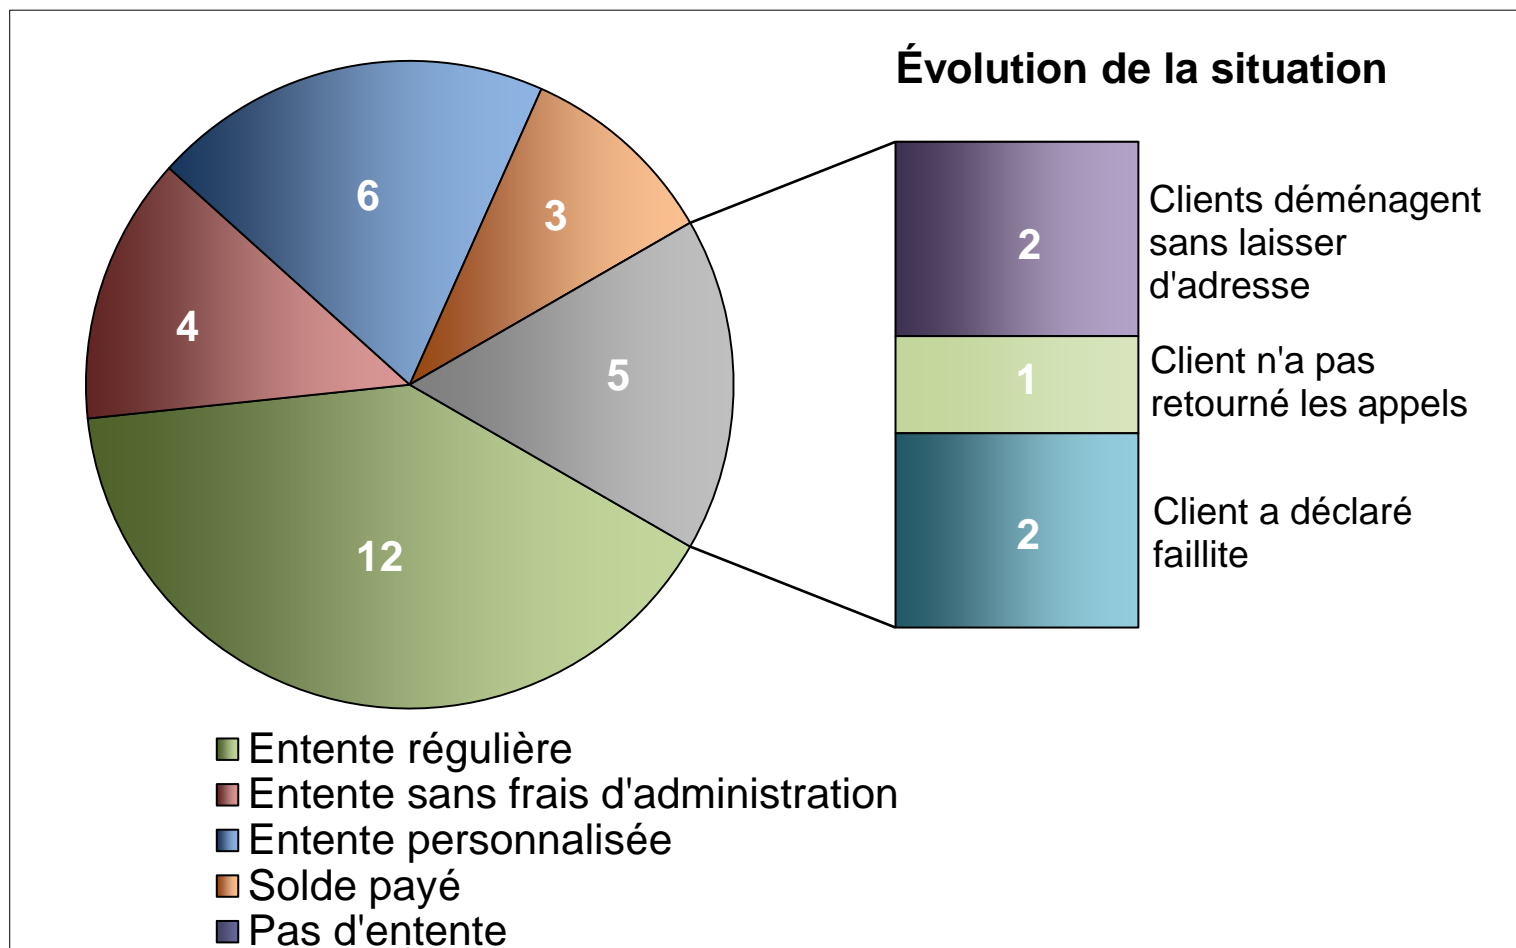 Évolution de la situation
6
3
4
5
12
2
Clients déménagent
sans laisser
d'adresse
1
Client n'a pas
retourné les appels
2
Client a déclaré
faillite
Entente régulière
Entente sans frais d'administration
Entente personnalisée
Solde payé
Pas d'entente